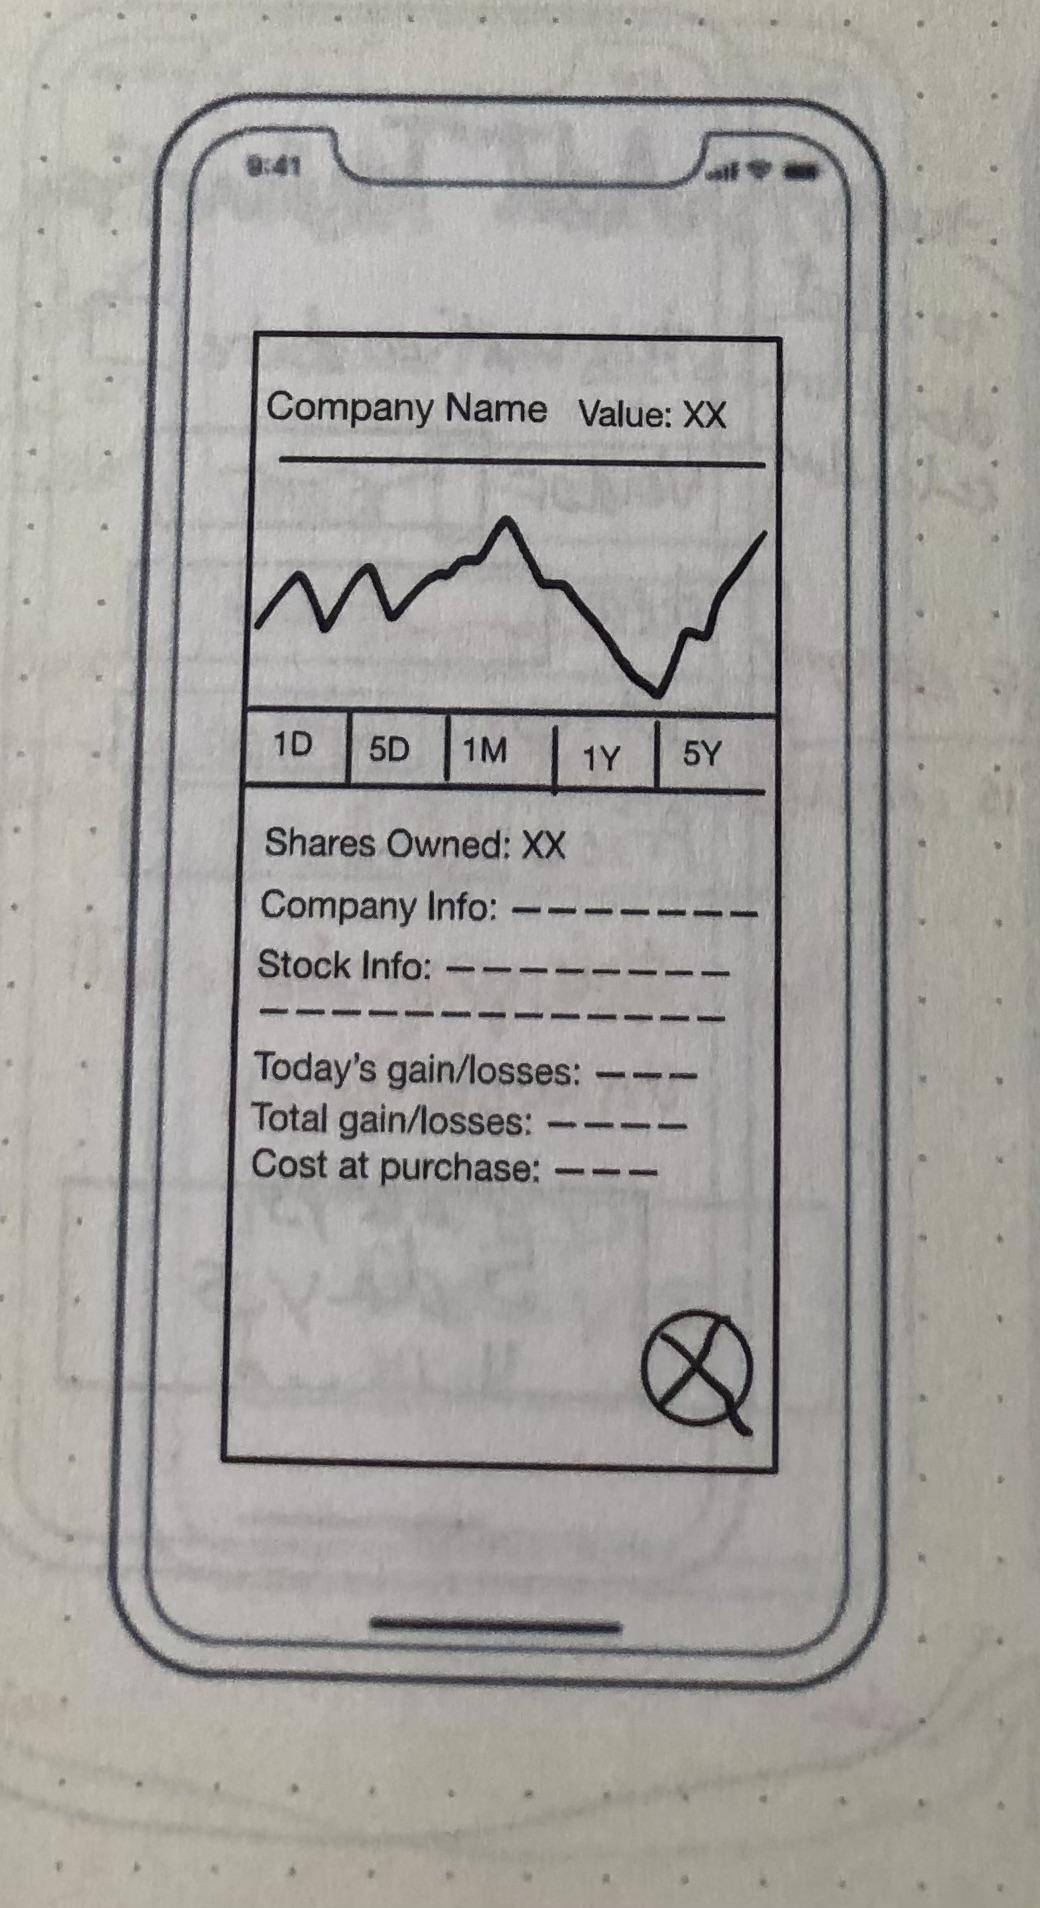 9:41
Company Name Value: XX
1D 5D 1M 1Y 5Y
Shares Owned: XX
Company Info: — — — — — — —
Stock Info: — — — — — — — —
— — — — — — — — — — — — —
Today's gain/losses: — — —
Total gain/losses: — — — —
Cost at purchase: — — —